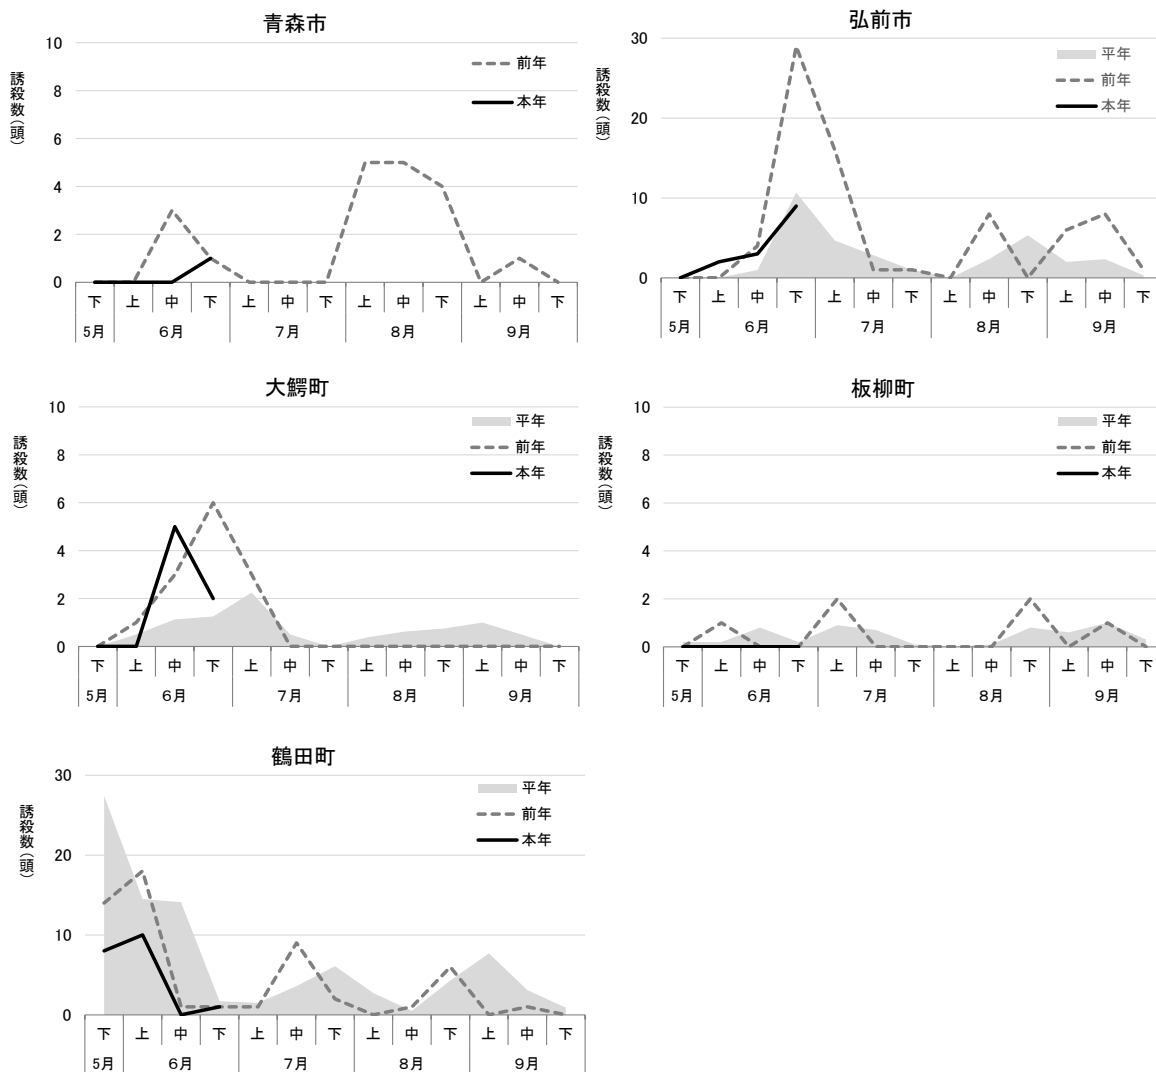 青森市
誘殺数（頭）
10
8
6
4
2
0
前年
本年
下 上 中 下 上 中 下 上 中 下 上 中 下
5月 6月 7月 8月 9月
弘前市
誘殺数（頭）
30
20
10
0
平年
前年
本年
下 上 中 下 上 中 下 上 中 下 上 中 下
5月 6月 7月 8月 9月
大鰐町
誘殺数（頭）
10
8
6
4
2
0
平年
前年
本年
下 上 中 下 上 中 下 上 中 下 上 中 下
5月 6月 7月 8月 9月
板柳町
誘殺数（頭）
10
8
6
4
2
0
平年
前年
本年
下 上 中 下 上 中 下 上 中 下 上 中 下
5月 6月 7月 8月 9月
鶴田町
誘殺数（頭）
30
20
10
0
平年
前年
本年
下 上 中 下 上 中 下 上 中 下 上 中 下
5月 6月 7月 8月 9月